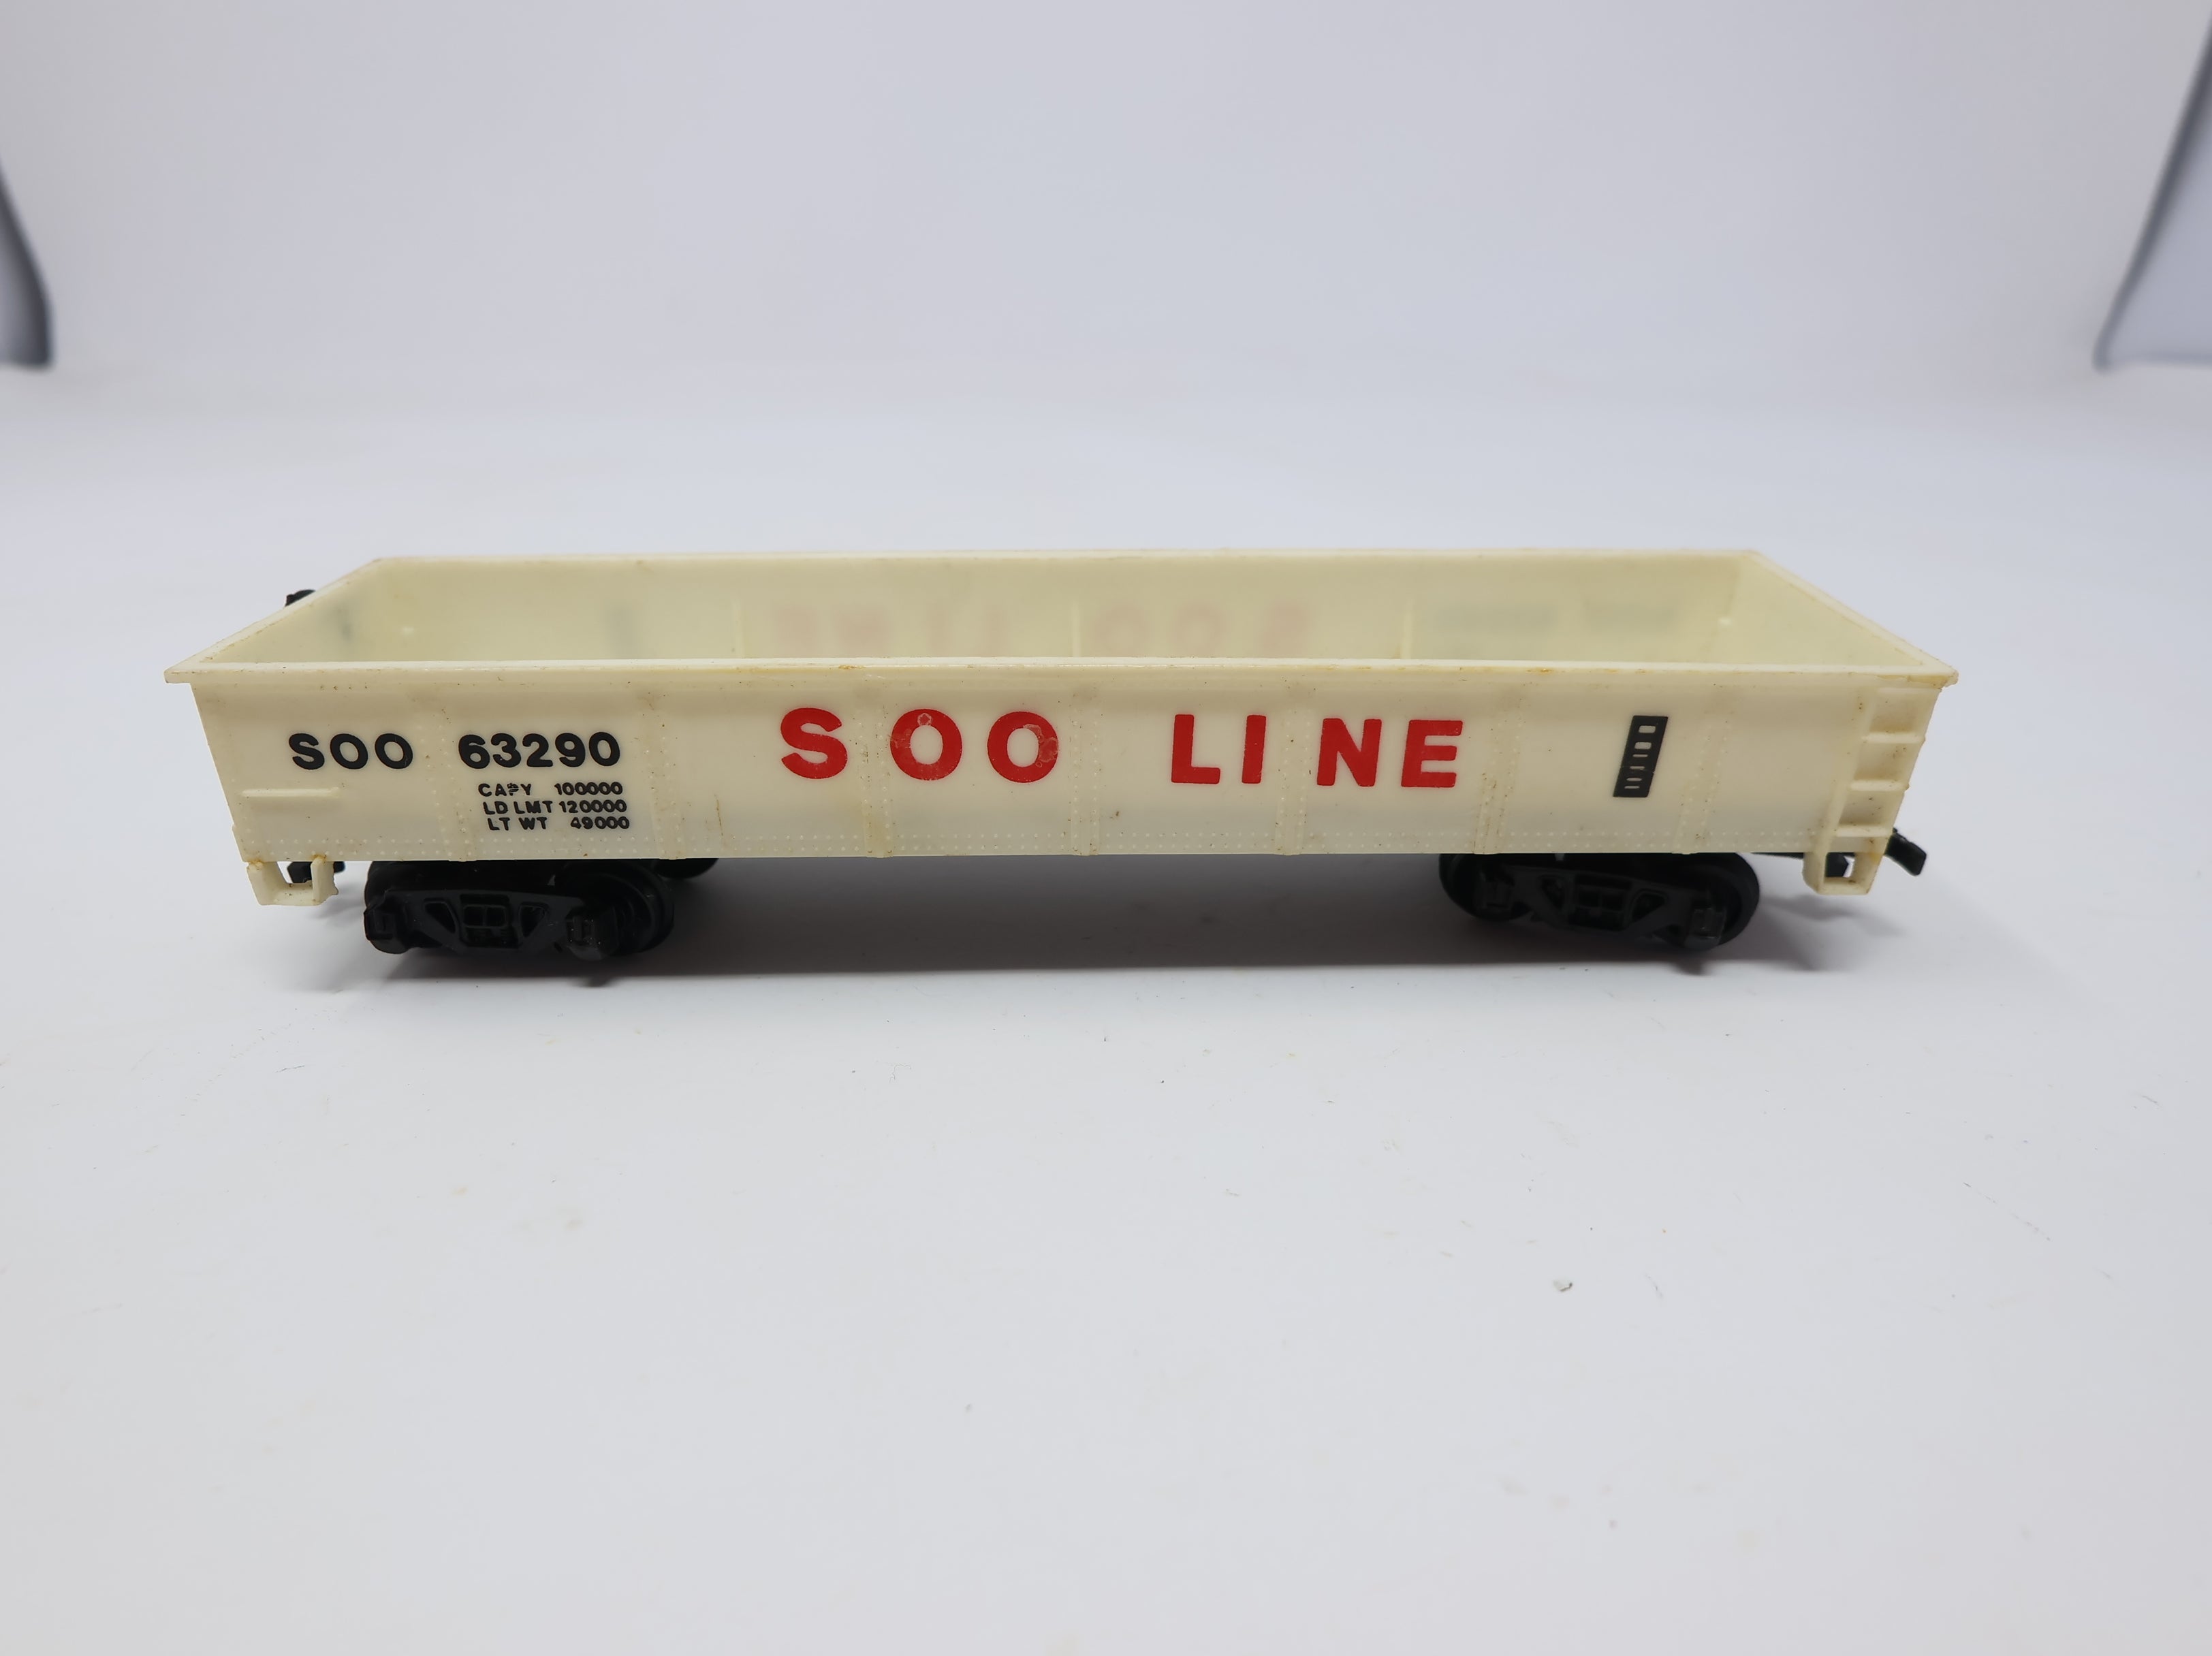 SOO 63290
CAPY 100000
LD LMT 120000
LT WT 49000
SOO LINE